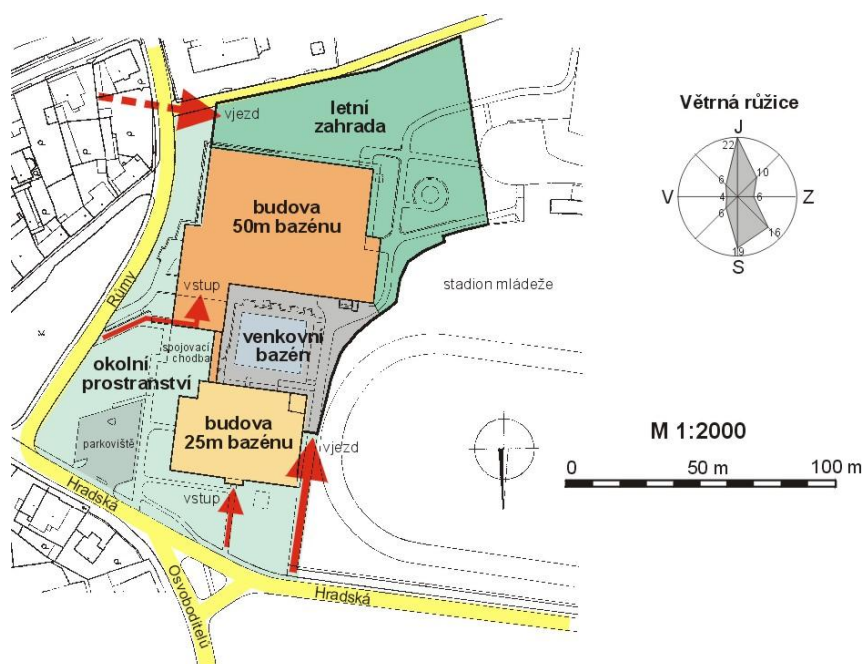 letní
zahrada
vjezd
budova
50m bazénu
vstup
Růmy
stadion mládeže
venkovní
bazén
spojovací
chodba
okolní
prostranství
budova
25m bazénu
parkoviště
vjezd
vstup
Hradská
Osvoboditelů
Hradská
Větrná růžice
J
22
10
6
V
4
6
Z
6
16
19
S
M 1:2000
0
50 m
100 m